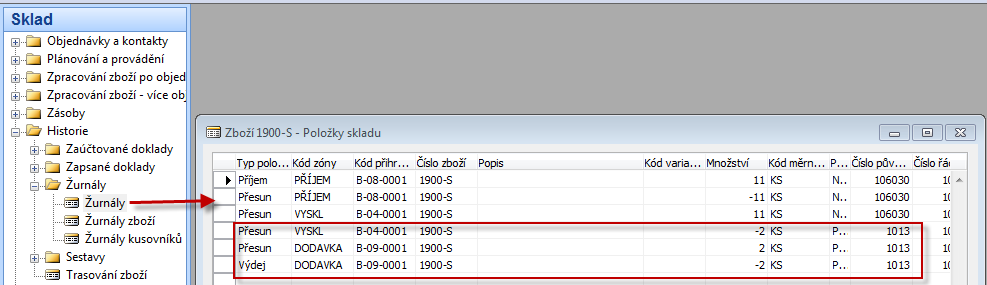 Sklad
Objednávky a kontakty
Plánování a provádění
Zpracování zboží po objed
Zpracování zboží - více obj
Zásoby
Historie
Zaúčtované doklady
Zapsané doklady
Žurnály
Žurnály
Žurnály zboží
Žurnály kusovníků
Sestavy
Trasování zboží
Zboží 1900-S - Položky skladu
Typ polo... Kód zóny Kód přihr... Číslo zboží Popis Kód varia... Množství Kód měrn... P... Číslo pův... Číslo řád
Příjem PŘÍJEM B-08-0001 1900-S 11 KS N.. 106030 10
Přesun PŘÍJEM B-08-0001 1900-S -11 KS N.. 106030 10
Přesun VYSKL B-04-0001 1900-S 11 KS N.. 106030 10
Přesun VYSKL B-04-0001 1900-S -2 KS P.. 1013 10
Přesun DODAVKA B-09-0001 1900-S 2 KS P.. 1013 10
Výdej DODAVKA B-09-0001 1900-S -2 KS P.. 1013 10